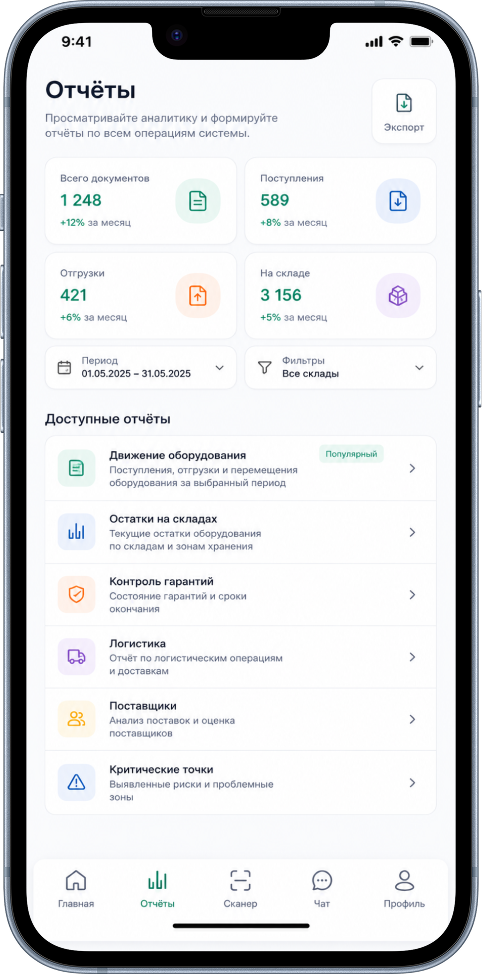 9:41
Отчёты
Просматривайте аналитику и формируйте
отчёты по всем операциям системы.
Экспорт
Всего документов
1 248
+12% за месяц
Поступления
589
+8% за месяц
Отгрузки
421
+6% за месяц
На складе
3 156
+5% за месяц
Период
01.05.2025 – 31.05.2025
Фильтры
Все склады
Доступные отчёты
Движение оборудования
Популярный
Поступления, отгрузки и перемещения
оборудования за выбранный период
Остатки на складах
Текущие остатки оборудования
по складам и зонам хранения
Контроль гарантий
Состояние гарантий и сроки
окончания
Логистика
Отчёт по логистическим операциям
и доставкам
Поставщики
Анализ поставок и оценка
поставщиков
Критические точки
Выявленные риски и проблемные
зоны
Главная
Отчёты
Сканер
Чат
Профиль